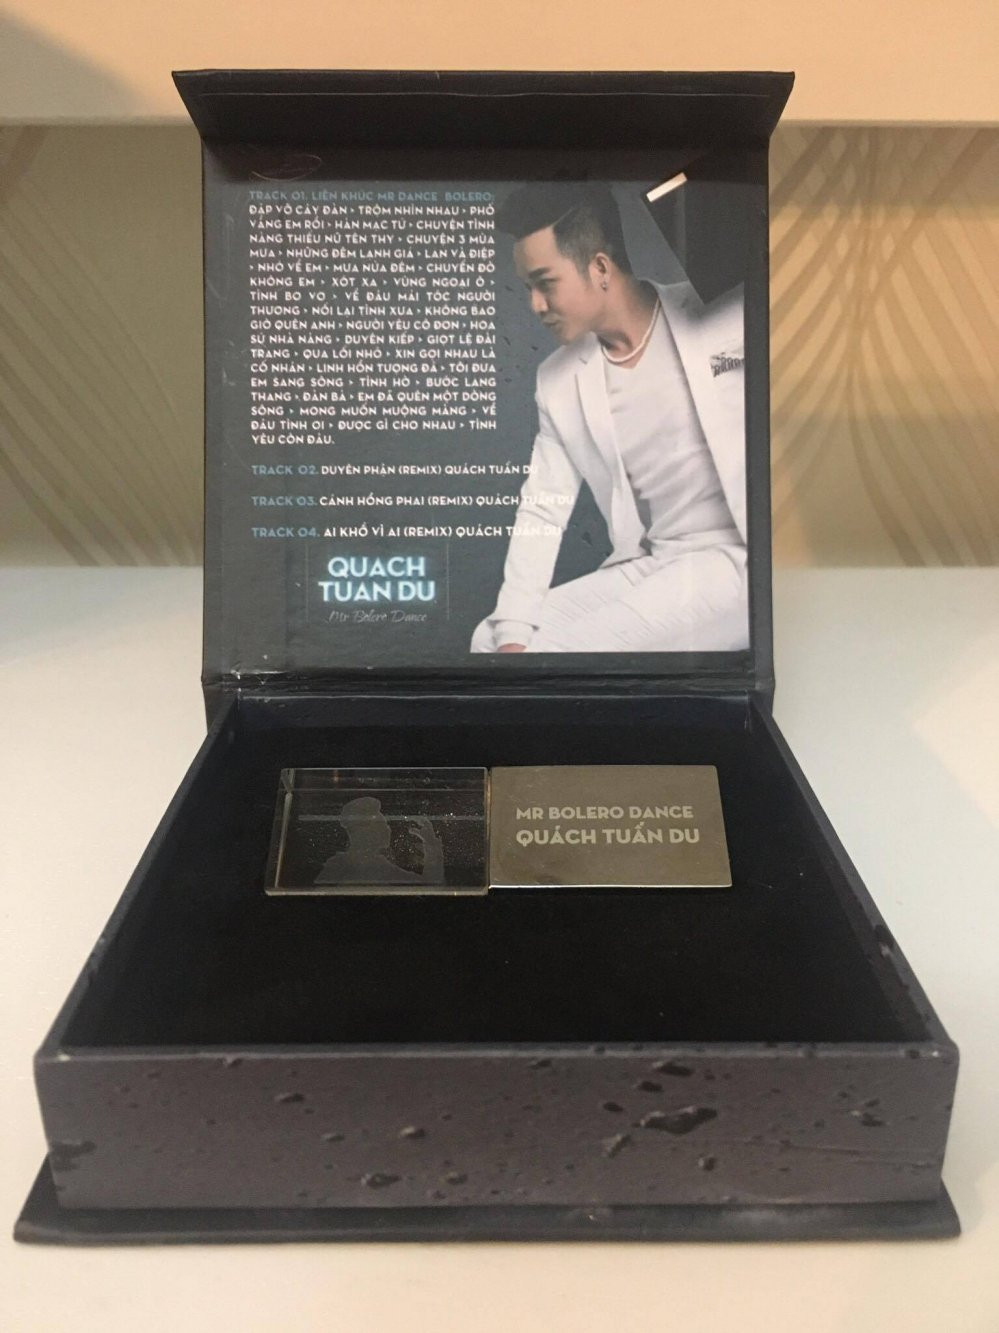 TRACK 01. LIÊN KHÚC MR DANCE BOLERO:
ĐẬP VỠ CÂY ĐÀN > TRỘM NHÌN NHAU > PHỐ
VẮNG EM RỒI > HÀN MẠC TỬ > CHUYỆN TÌNH
NÀNG THIẾU NỮ TÊN THY > CHUYỆN 3 MÙA
MƯA > NHỮNG ĐÊM LẠNH GIÁ > LAN VÀ ĐIỆP
> NHỚ VỀ EM > MƯA NỬA ĐÊM > CHUYẾN ĐÒ
KHÔNG EM > XÓT XA > VÙNG NGOẠI Ô >
TÌNH BƠ VƠ > VỀ ĐÂU MÁI TÓC NGƯỜI
THƯƠNG > NỐI LẠI TÌNH XƯA > KHÔNG BAO
GIỜ QUÊN ANH > NGƯỜI YÊU CÔ ĐƠN > HOA
SỨ NHÀ NÀNG > DUYÊN KIẾP > GIỌT LỆ ĐÀI
TRANG > QUA LỐI NHỎ > XIN GỌI NHAU LÀ
CỐ NHÂN > LINH HỒN TƯỢNG ĐÁ > TÔI ĐƯA
EM SANG SÔNG > TÌNH HỜ > BƯỚC LANG
THANG > ĐÀN BÀ > EM ĐÃ QUÊN MỘT DÒNG
SÔNG > MONG MUỐN MUỘNG MÀNG > VỀ
ĐÂU TÌNH ƠI > ĐƯỢC GÌ CHO NHAU > TÌNH
YÊU CÒN ĐÂU.
TRACK 02. DUYÊN PHẬN (REMIX) QUÁCH TUẤN DU
TRACK 03. CÁNH HỒNG PHAI (REMIX) QUÁCH TUẤN DU
TRACK 04. AI KHỔ VÌ AI (REMIX) QUÁCH TUẤN DU
QUACH
TUAN DU
Mr Bolero Dance
MR BOLERO DANCE
QUÁCH TUẤN DU